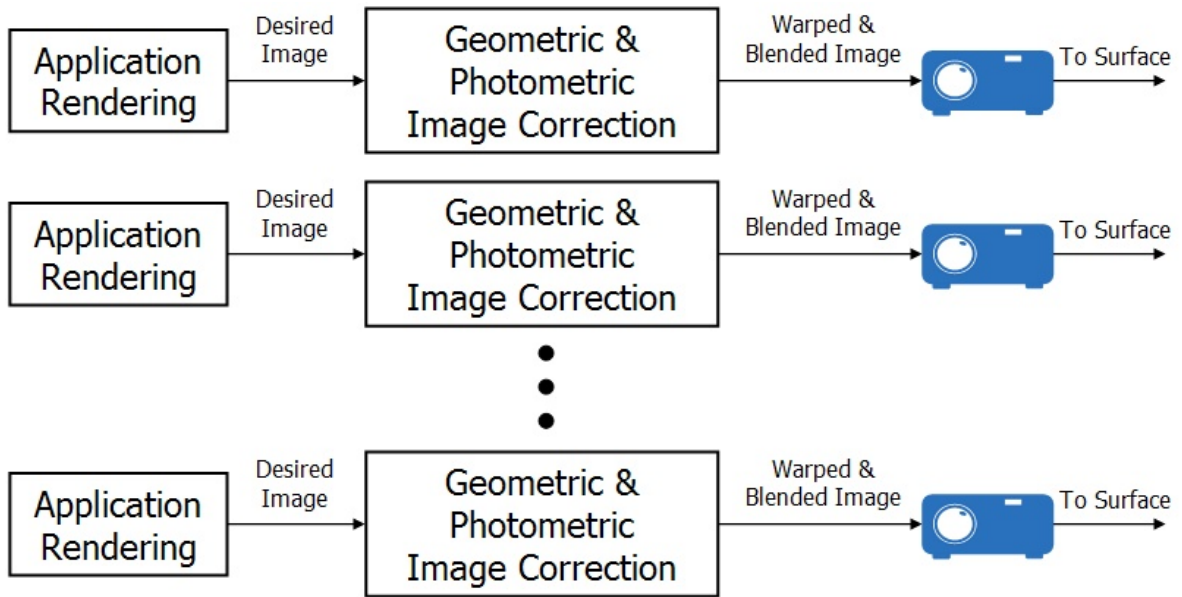 Desired
Image
Warped &
Blended Image
Application
Rendering
Geometric &
Photometric
Image Correction
To Surface
Desired
Image
Warped &
Blended Image
Application
Rendering
Geometric &
Photometric
Image Correction
To Surface
Desired
Image
Warped &
Blended Image
Application
Rendering
Geometric &
Photometric
Image Correction
To Surface